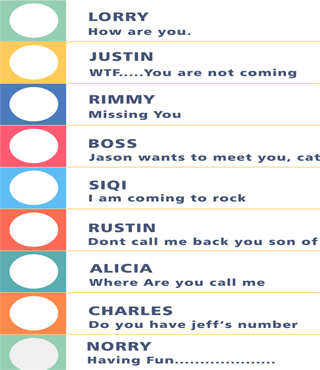 LORRY
How are you.
JUSTIN
WTF.....You are not coming
RIMMY
Missing You
BOSS
Jason wants to meet you, cat
SIQI
I am coming to rock
RUSTIN
Dont call me back you son of
ALICIA
Where Are you call me
CHARLES
Do you have jeff's number
NORRY
Having Fun....................